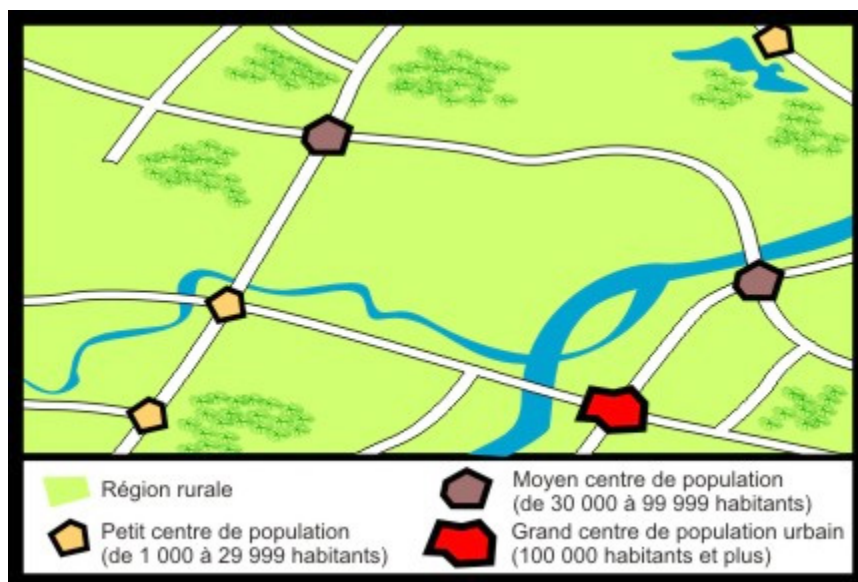 Région rurale
Petit centre de population
(de 1 000 à 29 999 habitants)
Moyen centre de population
(de 30 000 à 99 999 habitants)
Grand centre de population urbain
(100 000 habitants et plus)